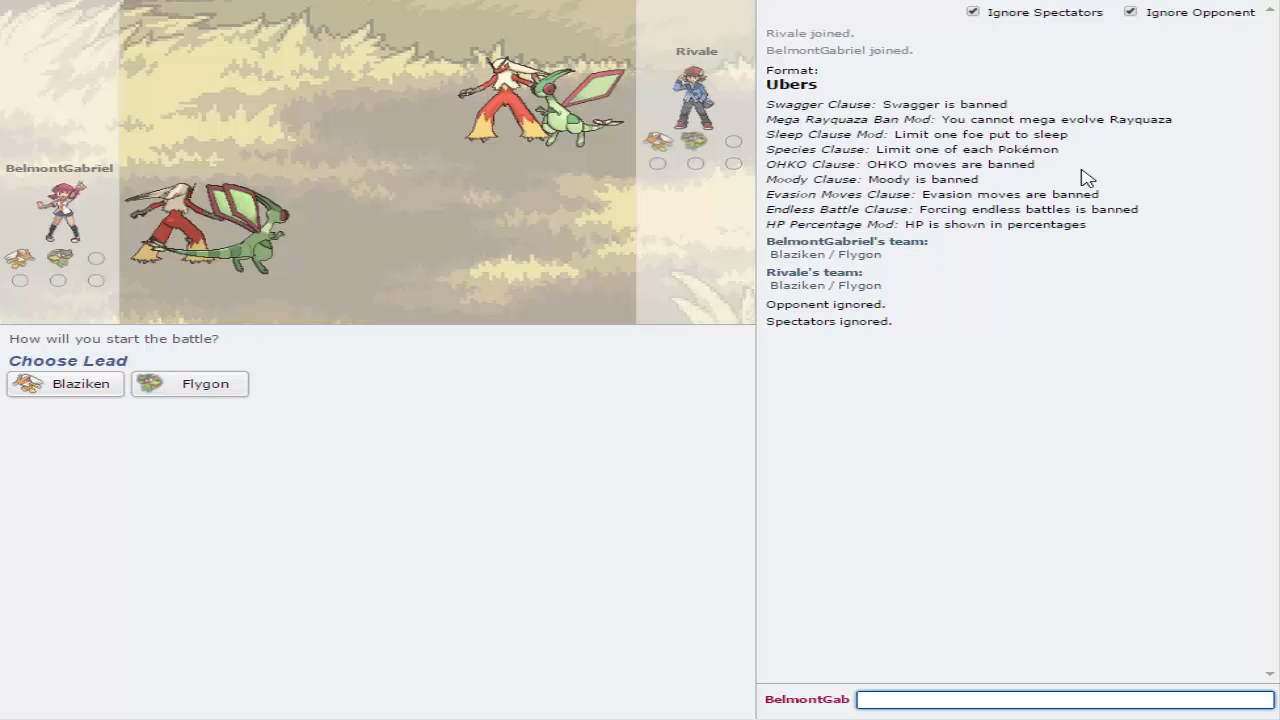 Ignore Spectators Ignore Opponent
Rivale joined.
BelmontGabriel joined.
Format:
Ubers
Swagger Clause: Swagger is banned
Mega Rayquaza Ban Mod: You cannot mega evolve Rayquaza
Sleep Clause Mod: Limit one foe put to sleep
Species Clause: Limit one of each Pokémon
OHKO Clause: OHKO moves are banned
Moody Clause: Moody is banned
Evasion Moves Clause: Evasion moves are banned
Endless Battle Clause: Forcing endless battles is banned
HP Percentage Mod: HP is shown in percentages
BelmontGabriel's team:
Blaziken / Flygon
Rivale's team:
Blaziken / Flygon
Opponent ignored.
Spectators ignored.
Rivale
BelmontGabriel
How will you start the battle?
Choose Lead
Blaziken Flygon
BelmontGab